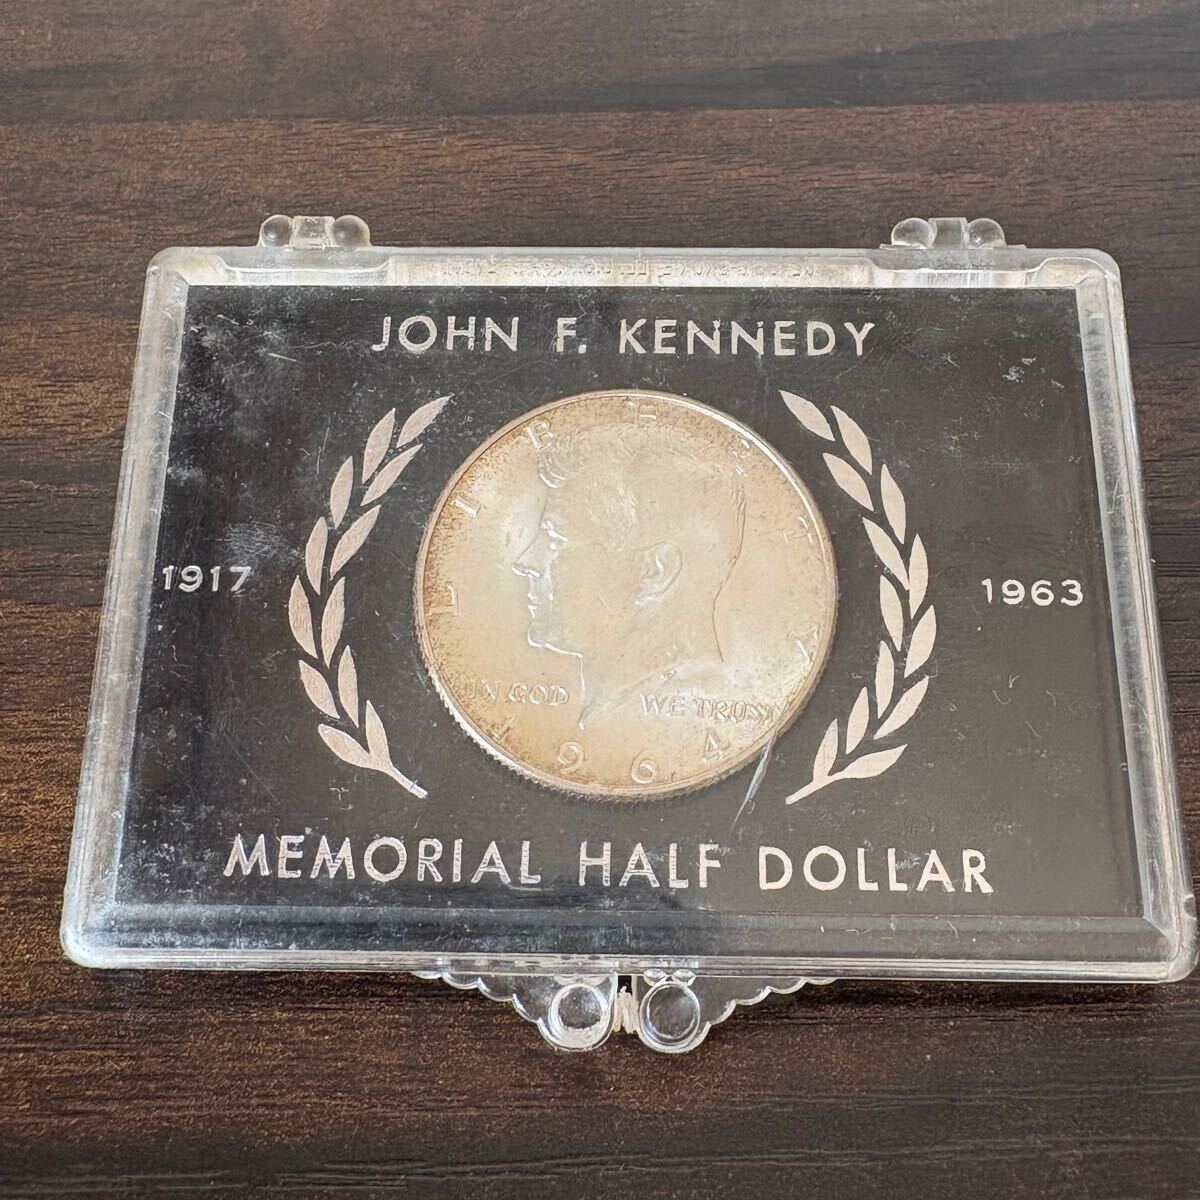 JOHN F. KENNEDY
LIBERTY
1917
1963
IN GOD WE TRUST
1964
MEMORIAL HALF DOLLAR